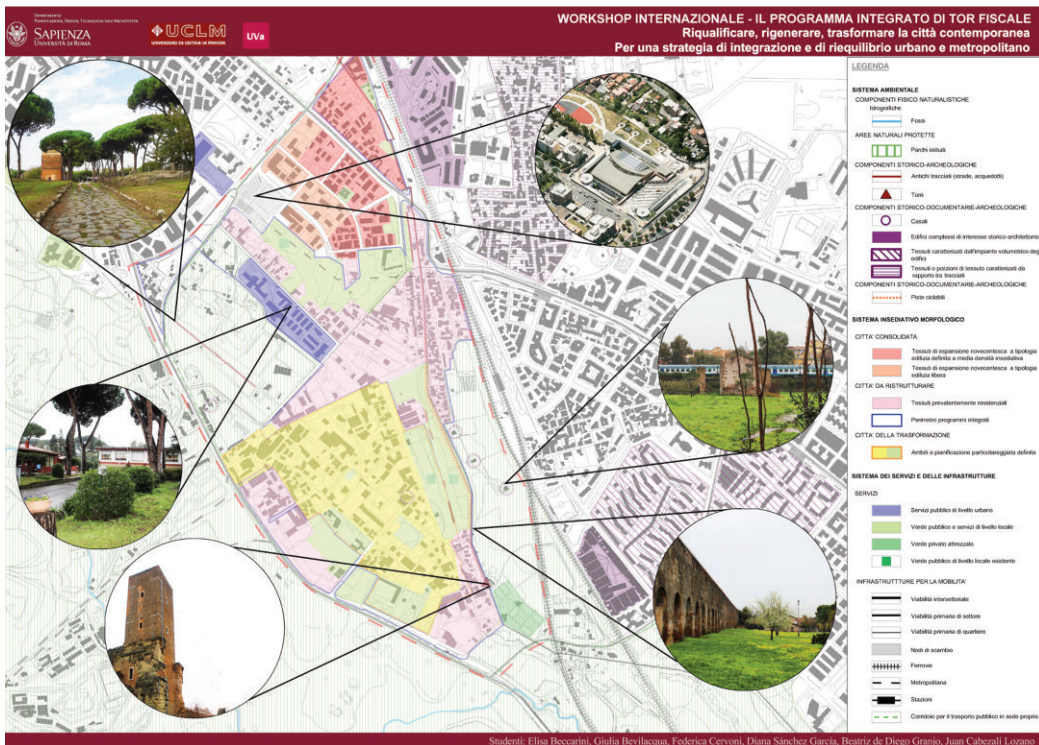 DIPARTIMENTO
PIANIFICAZIONE, DESIGN, TECNOLOGIA DELL'ARCHITETTURA
SAPIENZA
UNIVERSITÀ DI ROMA
UCLM
UNIVERSIDAD DE CASTILLA-LA MANCHA
UVa
WORKSHOP INTERNAZIONALE - IL PROGRAMMA INTEGRATO DI TOR FISCALE
Riqualificare, rigenerare, trasformare la città contemporanea
Per una strategia di integrazione e di riequilibrio urbano e metropolitano
LEGENDA
SISTEMA AMBIENTALE
COMPONENTI FISICO NATURALISTICHE
Idrografiche
Fossi
AREE NATURALI PROTETTE
Parchi istituiti
COMPONENTI STORICO-ARCHEOLOGICHE
Antichi tracciati (strade, acquedotti)
Torri
COMPONENTI STORICO-DOCUMENTARIE-ARCHEOLOGICHE
Casali
Edifici complessi di interesse storico-architettonic
Tessuti caratterizzati dall'impianto volumetrico deg
edifici
Tessuti o porzioni di tessuto caratterizzati da
rapporto tra tracciati
COMPONENTI STORICO-DOCUMENTARIE-ARCHEOLOGICHE
Piste ciclabili
SISTEMA INSEDIATIVO MORFOLOGICO
CITTA' CONSOLIDATA
Tessuti di espansione novecentesca a tipologia
edilizia definita a media densità insediativa
Tessuti di espansione novecentesca a tipologia
edilizia libera
CITTA' DA RISTRUTTURARE
Tessuti prevalentemente residenziali
Perimetro programmi integrati
CITTA' DELLA TRASFORMAZIONE
Ambiti a pianificazione particolareggiata definita
SISTEMA DEI SERVIZI E DELLE INFRASTRUTTURE
SERVIZI
Servizi pubblici di livello urbano
Verde pubblico e servizi di livello locale
Verde privato attrezzato
Verde pubblico di livello locale esistente
INFRASTRUTTURE PER LA MOBILITA'
Viabilità intersettoriale
Viabilità primaria di settore
Viabilità primaria di quartiere
Nodi di scambio
Ferrovie
Metropolitana
Stazioni
Corridoio per il trasporto pubblico in sede propria
Studenti: Elisa Beccarini, Giulia Bevilacqua, Federica Cervoni, Diana Sánchez García, Beatriz de Diego Granjo, Juan Cabezalí Lozano